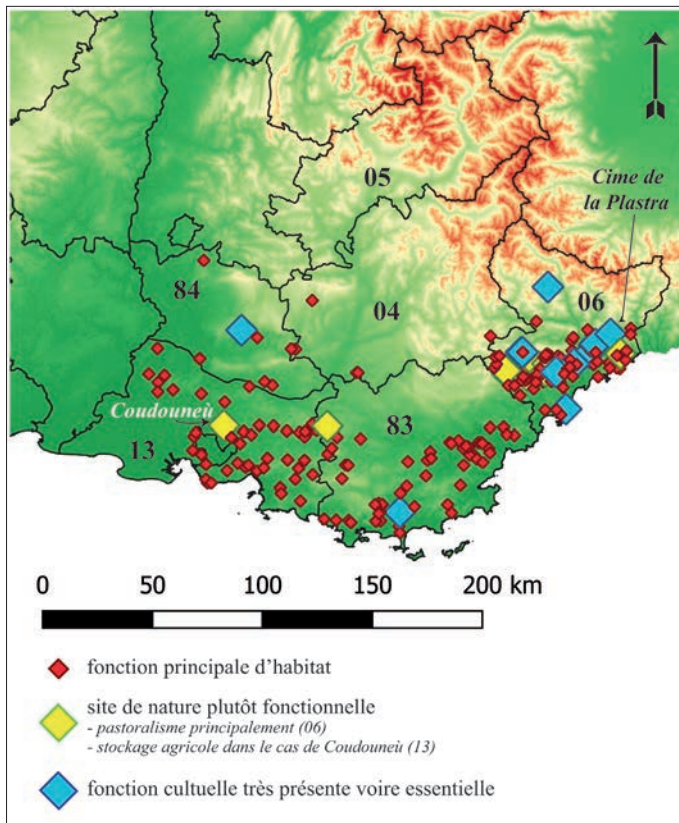 05
Cime de
la Plastra
84
04
06
Coudouneù
83
13
0 50 100 150 200 km
fonction principale d'habitat
site de nature plutôt fonctionnelle
- pastoralisme principalement (06)
- stockage agricole dans le cas de Coudouneù (13)
fonction cultuelle très présente voire essentielle